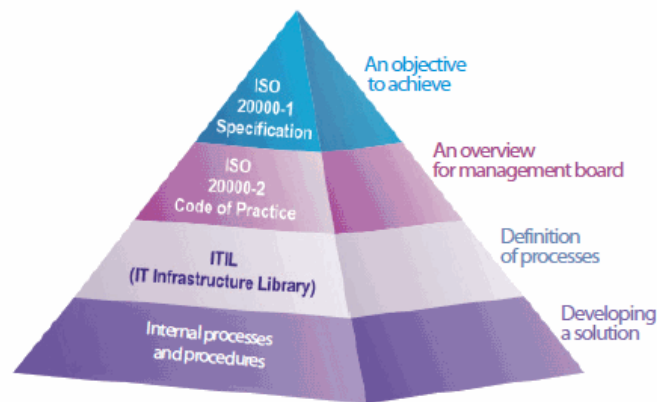 ISO
20000-1
Specification
An objective
to achieve
ISO
20000-2
Code of Practice
An overview
for management board
ITIL
(IT Infrastructure Library)
Definition
of processes
Internal processes
and procedures
Developing
a solution